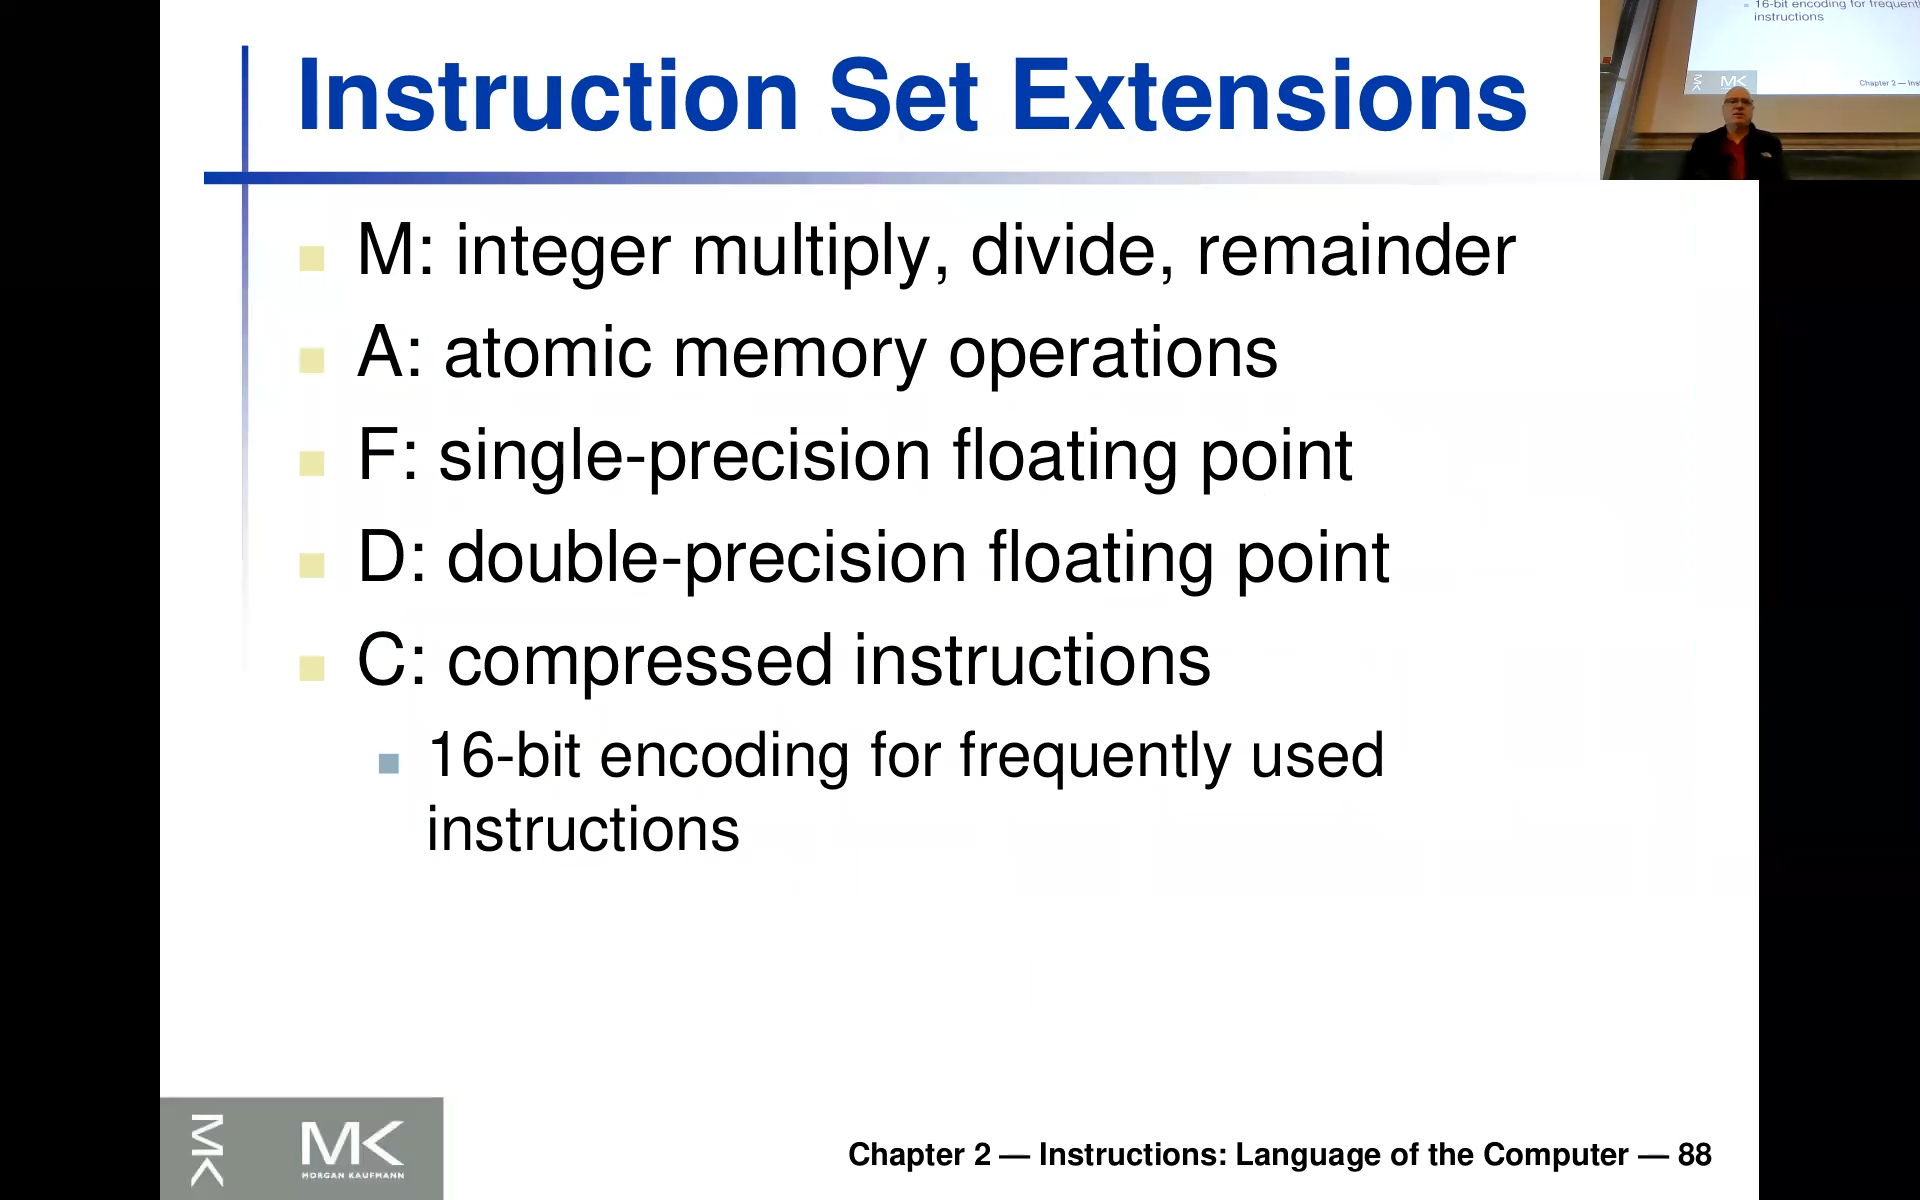 Instruction Set Extensions
M: integer multiply, divide, remainder
A: atomic memory operations
F: single-precision floating point
D: double-precision floating point
C: compressed instructions
16-bit encoding for frequently used
instructions
MK
MK
MORGAN KAUFMANN
Chapter 2 — Instructions: Language of the Computer — 88
16-bit encoding for frequent
instructions
MK
MK
Chapter 2 — Ins